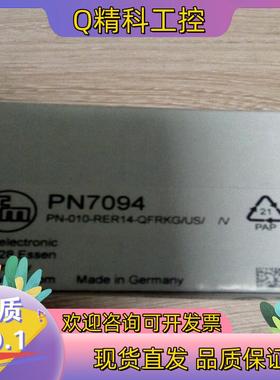 Q精科工控
ifm
PN7094
PN-010-RER14-QFRKG/US/ /V
electronic
Essen
21
PAP
Made in Germany
质
欢迎咨询可开发票
现货直发 品质保证